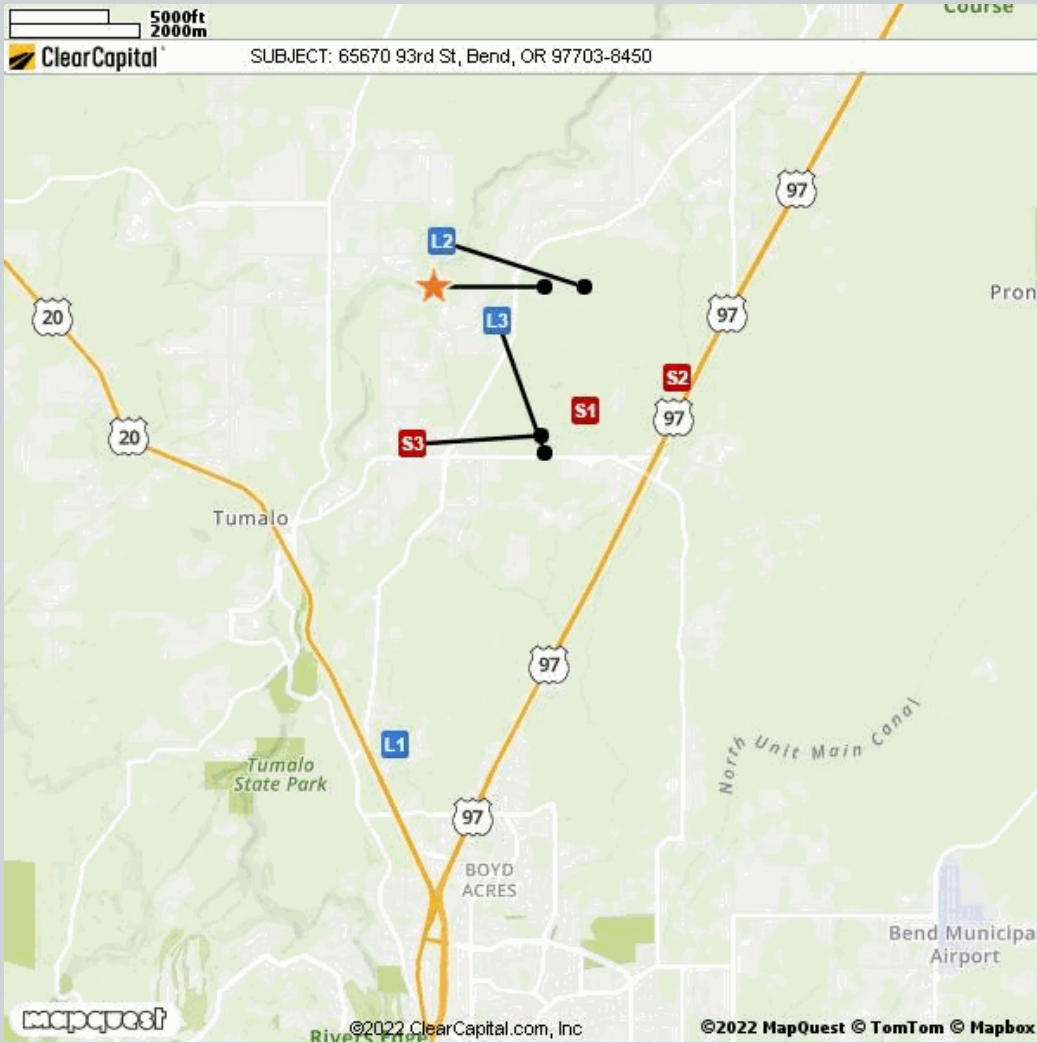 5000ft
2000m
Course
ClearCapital
SUBJECT: 65670 93rd St, Bend, OR 97703-8450
97
L2
20
L3
97
Pron
S2
S1
97
20
S3
Tumalo
97
North Unit Main Canal
L1
Tumalo
State Park
97
BOYD
ACRES
Bend Municipa
Airport
mapquest
Rivers Edge
©2022 ClearCapital.com, Inc
©2022 MapQuest © TomTom © Mapbox